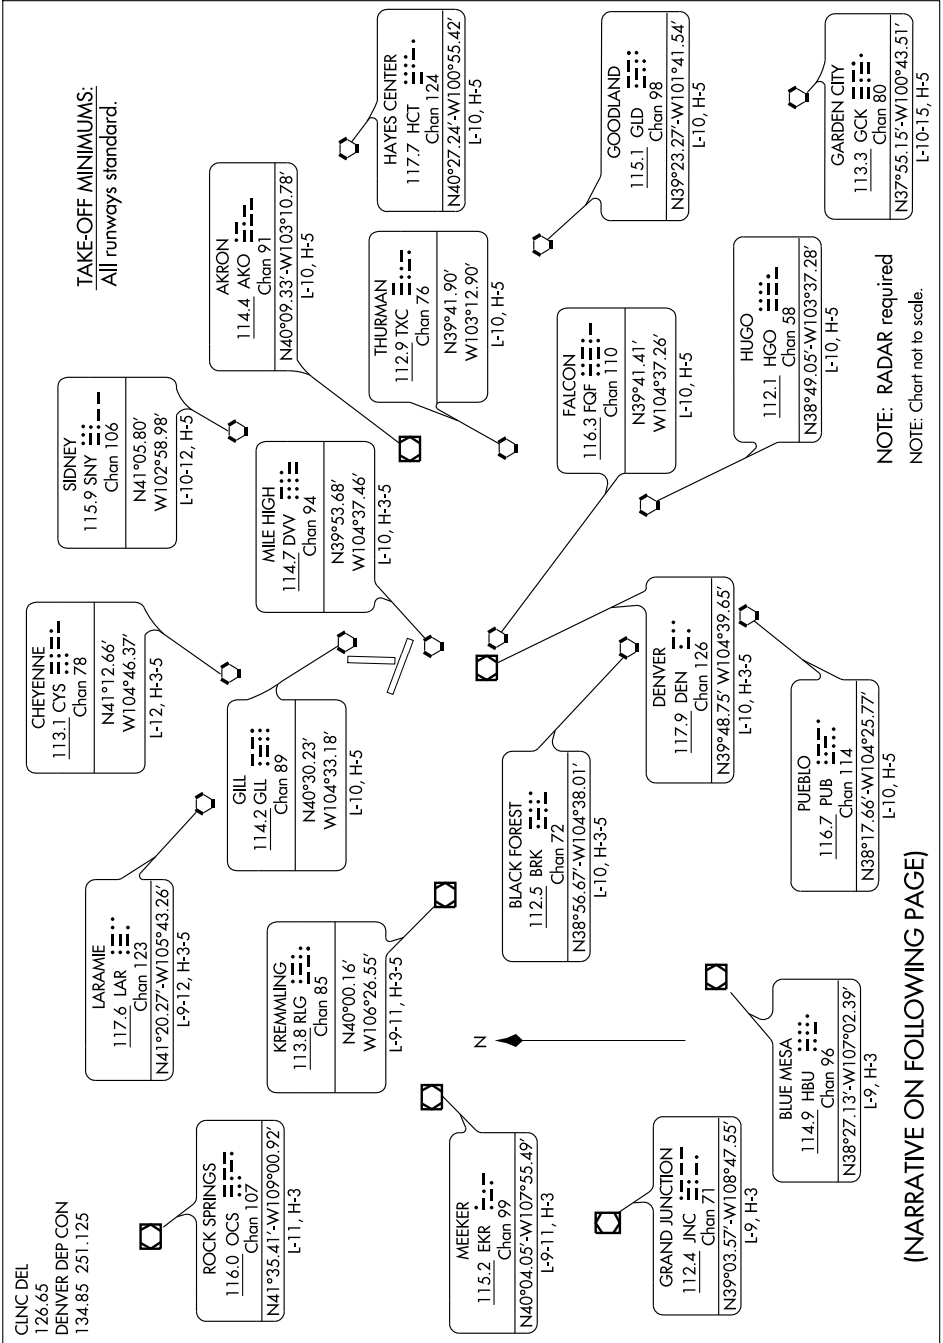 CLNC DEL
126.65
DENVER DEP CON
134.85 251.125
TAKE-OFF MINIMUMS:
All runways standard.
ROCK SPRINGS
116.0 OCS
Chan 107
N41°35.41'-W109°00.92'
L-11, H-3
LARAMIE
117.6 LAR
Chan 123
N41°20.27'-W105°43.26'
L-9-12, H-3-5
CHEYENNE
113.1 CYS
Chan 78
N41°12.66'
W104°46.37'
L-12, H-3-5
SIDNEY
115.9 SNY
Chan 106
N41°05.80'
W102°58.98'
L-10-12, H-5
AKRON
114.4 AKO
Chan 91
N40°09.33'-W103°10.78'
L-10, H-5
HAYES CENTER
117.7 HCT
Chan 124
N40°27.24'-W100°55.42'
L-10, H-5
GILL
114.2 GLL
Chan 89
N40°30.23'
W104°33.18'
L-10, H-5
MILE HIGH
114.7 DVV
Chan 94
N39°53.68'
W104°37.46'
L-10, H-3-5
KREMMLING
113.8 RLG
Chan 85
N40°00.16'
W106°26.55'
L-9-11, H-3-5
THURMAN
112.9 TXC
Chan 76
N39°41.90'
W103°12.90'
L-10, H-5
MEEKER
115.2 EKR
Chan 99
N40°04.05'-W107°55.49'
L-9-11, H-3
N
BLACK FOREST
112.5 BRK
Chan 72
N38°56.67'-W104°38.01'
L-10, H-3-5
FALCON
116.3 FQF
Chan 110
N39°41.41'
W104°37.26'
L-10, H-5
GOODLAND
115.1 GLD
Chan 98
N39°23.27'-W101°41.54'
L-10, H-5
GRAND JUNCTION
112.4 JNC
Chan 71
N39°03.57'-W108°47.55'
L-9, H-3
DENVER
117.9 DEN
Chan 126
N39°48.75' W104°39.65'
L-10, H-3-5
HUGO
112.1 HGO
Chan 58
N38°49.05'-W103°37.28'
L-10, H-5
BLUE MESA
114.9 HBU
Chan 96
N38°27.13'-W107°02.39'
L-9, H-3
PUEBLO
116.7 PUB
Chan 114
N38°17.66'-W104°25.77'
L-10, H-5
GARDEN CITY
113.3 GCK
Chan 80
N37°55.15'-W100°43.51'
L-10-15, H-5
NOTE: RADAR required
NOTE: Chart not to scale.
(NARRATIVE ON FOLLOWING PAGE)